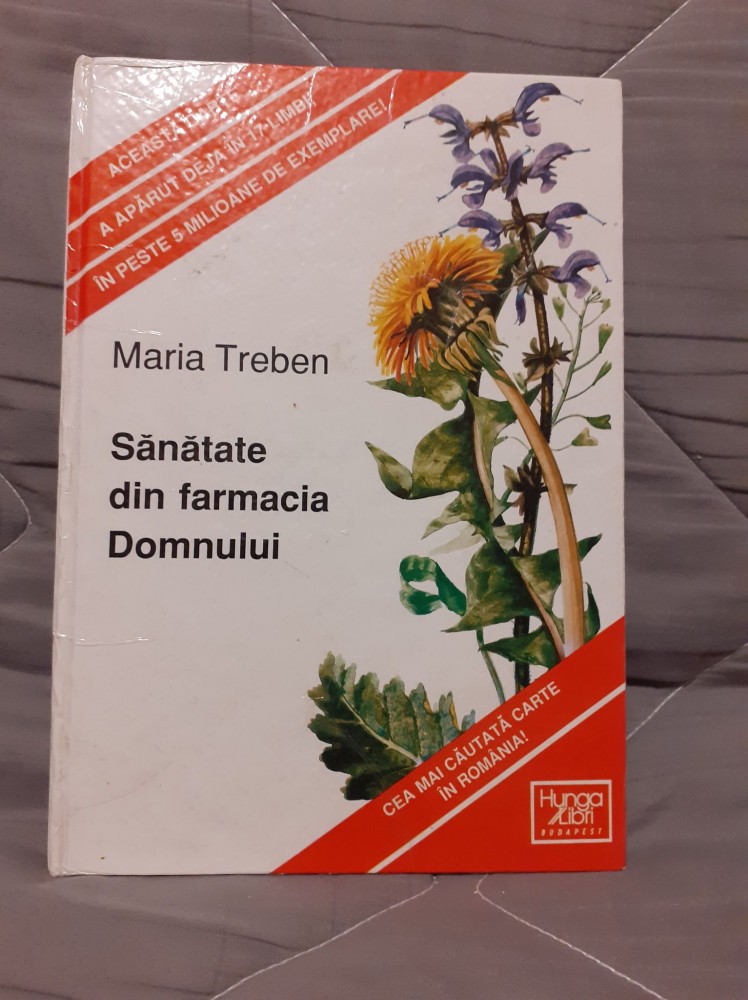 ACEASTĂ CARTE
A APĂRUT DEJA ÎN 17 LIMBI
ÎN PESTE 5 MILIOANE DE EXEMPLARE!
Maria Treben
Sănătate
din farmacia
Domnului
CEA MAI CĂUTATĂ CARTE
ÎN ROMÂNIA!
Hunga
Libri
BUDAPEST